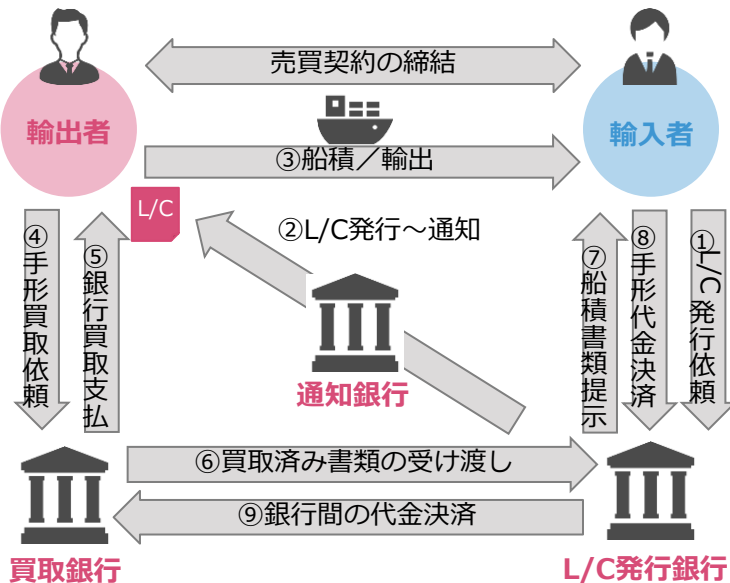 売買契約の締結
輸出者
輸入者
③船積／輸出
L/C
②L/C発行～通知
④手形買取依頼
⑤銀行買取支払
⑦船積書類提示
⑧手形代金決済
①L/C発行依頼
通知銀行
⑥買取済み書類の受け渡し
⑨銀行間の代金決済
買取銀行
L/C発行銀行